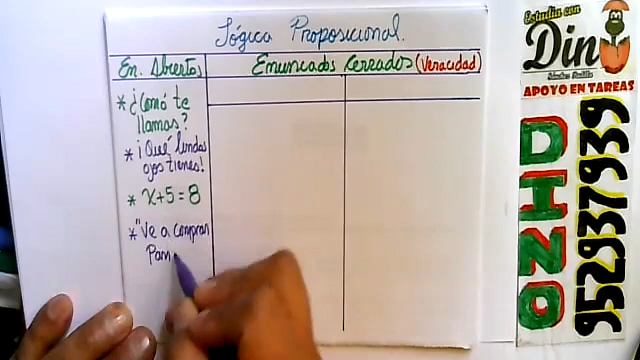 Lógica Proposicional.
En. Abiertos
Enunciados Cerrados (Veracidad)
* ¿Comó te
llamas?
* ¡Qué lindos
ojos tienes!
* x+5=8
* "Ve a comprar
Pan
Estudia con
Dino
APOYO EN TAREAS
DINO
952937939